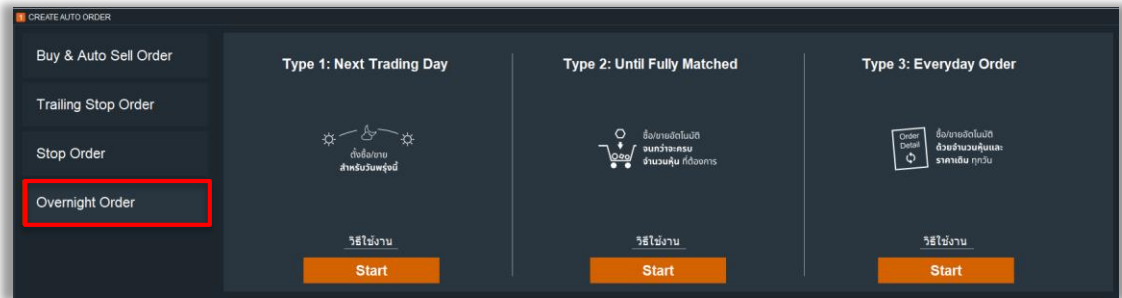 1 CREATE AUTO ORDER
Buy & Auto Sell Order
Trailing Stop Order
Stop Order
Overnight Order
Type 1: Next Trading Day
ตั้งซื้อ/ขาย
สำหรับวันพรุ่งนี้
วิธีใช้งาน
Start
Type 2: Until Fully Matched
ซื้อ/ขายอัตโนมัติ
จนกว่าจะครบ
จำนวนหุ้น ที่ต้องการ
วิธีใช้งาน
Start
Type 3: Everyday Order
Order
Detail
ซื้อ/ขายอัตโนมัติ
ด้วยจำนวนหุ้นและ
ราคาเดิม ทุกวัน
วิธีใช้งาน
Start